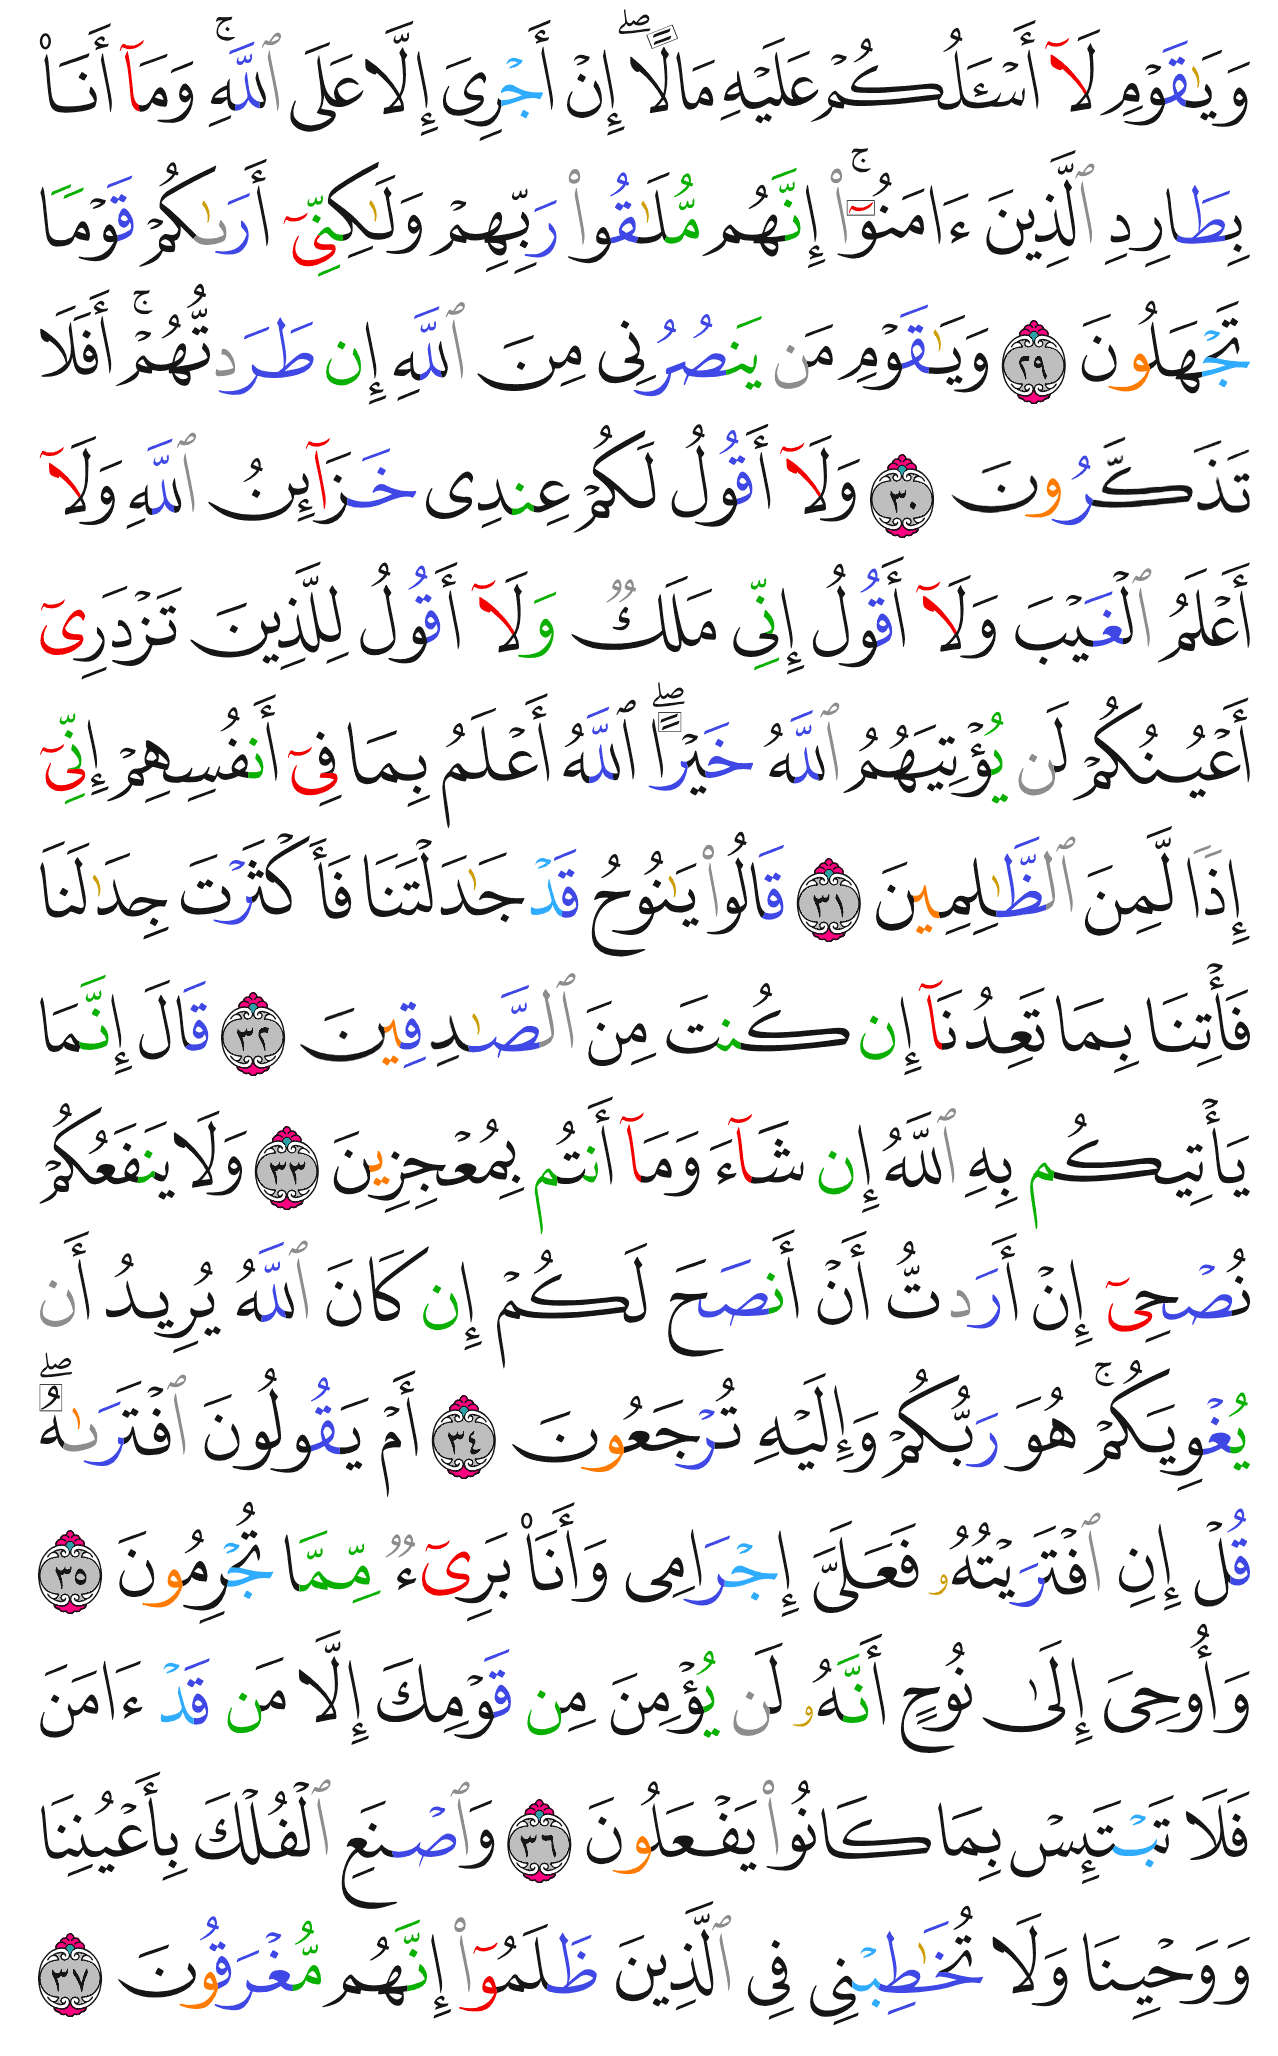 وَيَٰقَوْمِ لَآ أَسْـَٔلُكُمْ عَلَيْهِ مَالًا ۖ إِنْ أَجْرِىَ إِلَّا عَلَى ٱللَّهِ ۚ وَمَآ أَنَا۠
بِطَارِدِ ٱلَّذِينَ ءَامَنُوٓا۟ ۚ إِنَّهُم مُّلَٰقُوا۟ رَبِّهِمْ وَلَٰكِنِّىٓ أَرَىٰكُمْ قَوْمًا
تَجْهَلُونَ ٢٩ وَيَٰقَوْمِ مَن يَنصُرُنِى مِنَ ٱللَّهِ إِن طَرَدتُّهُمْ ۚ أَفَلَا
تَذَكَّرُونَ ٣٠ وَلَآ أَقُولُ لَكُمْ عِندِى خَزَآئِنُ ٱللَّهِ وَلَآ
أَعْلَمُ ٱلْغَيْبَ وَلَآ أَقُولُ إِنِّى مَلَكٌ وَلَآ أَقُولُ لِلَّذِينَ تَزْدَرِىٓ
أَعْيُنُكُمْ لَن يُؤْتِيَهُمُ ٱللَّهُ خَيْرًا ۖ ٱللَّهُ أَعْلَمُ بِمَا فِىٓ أَنفُسِهِمْ إِنِّىٓ
إِذًا لَّمِنَ ٱلظَّٰلِمِينَ ٣١ قَالُوا۟ يَٰنُوحُ قَدْ جَٰدَلْتَنَا فَأَكْثَرْتَ جِدَٰلَنَا
فَأْتِنَا بِمَا تَعِدُنَآ إِن كُنتَ مِنَ ٱلصَّٰدِقِينَ ٣٢ قَالَ إِنَّمَا
يَأْتِيكُم بِهِ ٱللَّهُ إِن شَآءَ وَمَآ أَنتُم بِمُعْجِزِينَ ٣٣ وَلَا يَنفَعُكُمْ
نُصْحِىٓ إِنْ أَرَدتُّ أَنْ أَنصَحَ لَكُمْ إِن كَانَ ٱللَّهُ يُرِيدُ أَن
يُغْوِيَكُمْ ۚ هُوَ رَبُّكُمْ وَإِلَيْهِ تُرْجَعُونَ ٣٤ أَمْ يَقُولُونَ ٱفْتَرَىٰهُ ۖ
قُلْ إِنِ ٱفْتَرَيْتُهُۥ فَعَلَىَّ إِجْرَامِى وَأَنَا۠ بَرِىٓءٌ مِّمَّا تُجْرِمُونَ ٣٥
وَأُوحِىَ إِلَىٰ نُوحٍ أَنَّهُۥ لَن يُؤْمِنَ مِن قَوْمِكَ إِلَّا مَن قَدْ ءَامَنَ
فَلَا تَبْتَئِسْ بِمَا كَانُوا۟ يَفْعَلُونَ ٣٦ وَٱصْنَعِ ٱلْفُلْكَ بِأَعْيُنِنَا
وَوَحْيِنَا وَلَا تُخَٰطِبْنِى فِى ٱلَّذِينَ ظَلَمُوٓا۟ إِنَّهُم مُّغْرَقُونَ ٣٧